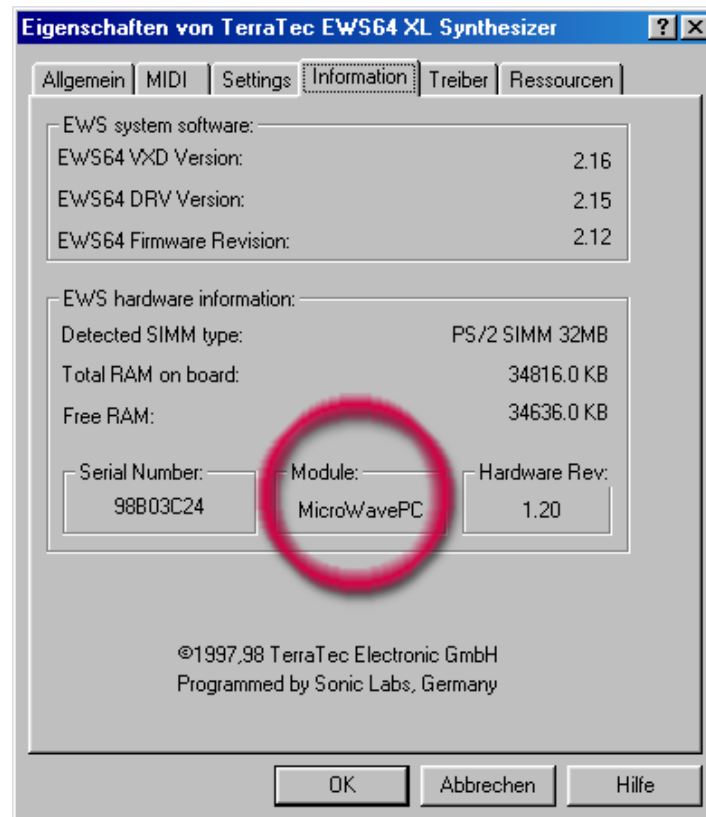 Eigenschaften von TerraTec EWS64 XL Synthesizer
Allgemein MIDI Settings Information Treiber Ressourcen
EWS system software:
EWS64 VXD Version: 2.16
EWS64 DRV Version: 2.15
EWS64 Firmware Revision: 2.12
EWS hardware information:
Detected SIMM type: PS/2 SIMM 32MB
Total RAM on board: 34816.0 KB
Free RAM: 34636.0 KB
Serial Number: Module: Hardware Rev:
98B03C24 MicroWavePC 1.20
©1997,98 TerraTec Electronic GmbH
Programmed by Sonic Labs, Germany
OK Abbrechen Hilfe